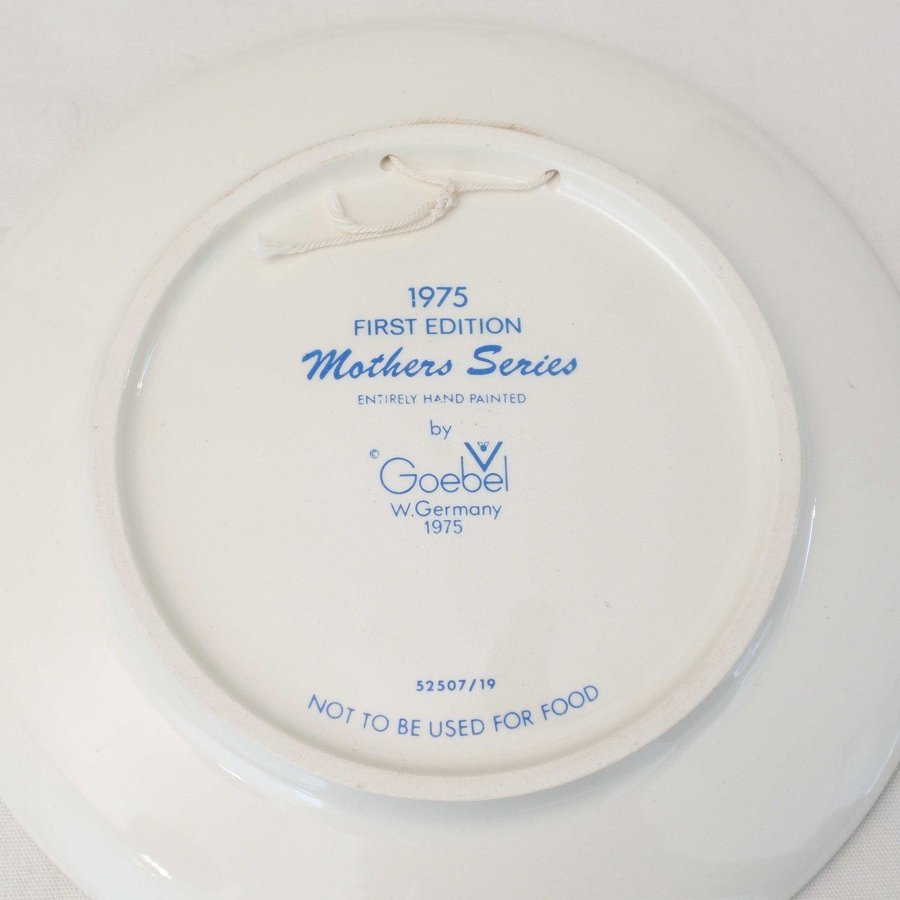 1975
FIRST EDITION
Mothers Series
ENTIRELY HAND PAINTED
by
© Goebel
W.Germany
1975
52507/19
NOT TO BE USED FOR FOOD